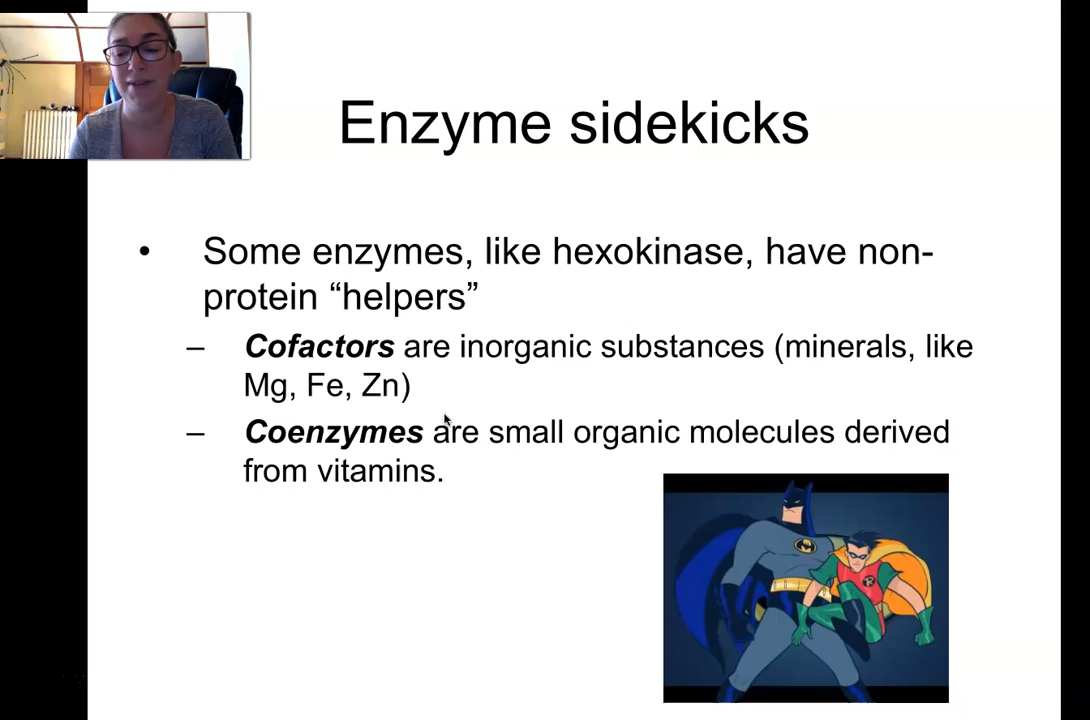 Enzyme sidekicks
• Some enzymes, like hexokinase, have non-
protein “helpers”
– Cofactors are inorganic substances (minerals, like
Mg, Fe, Zn)
– Coenzymes are small organic molecules derived
from vitamins.
R